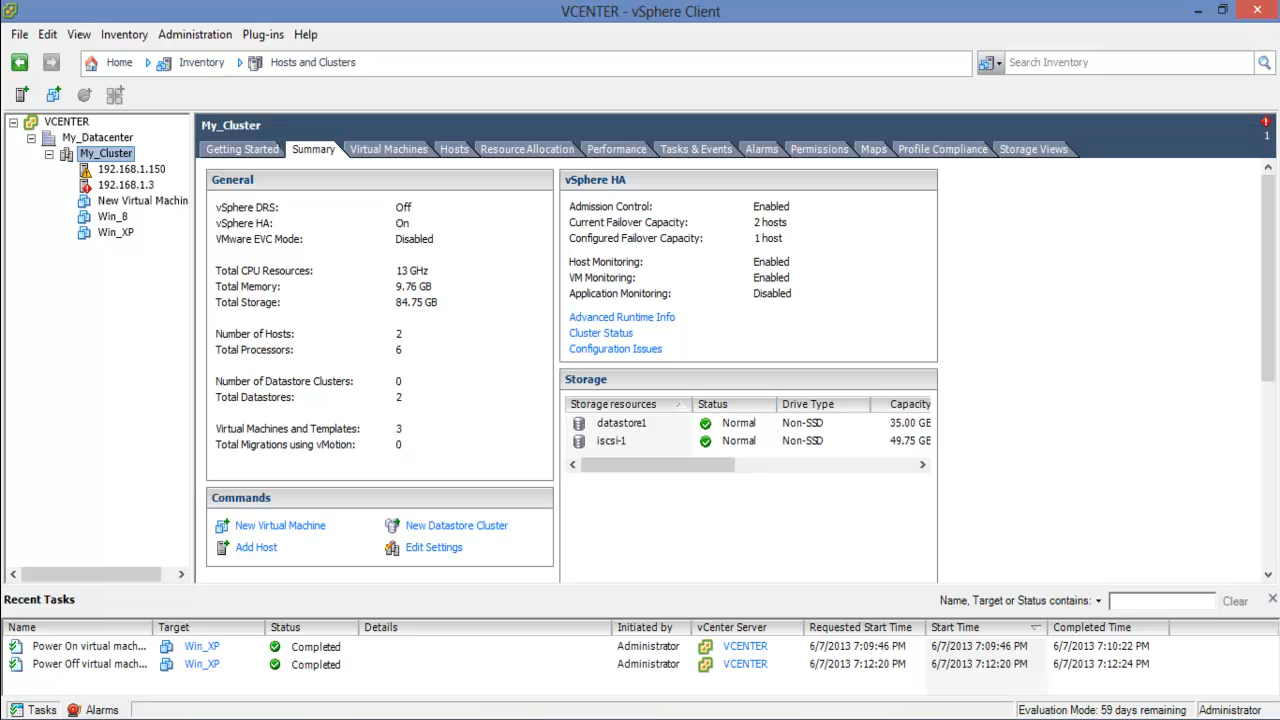 VCENTER - vSphere Client
File Edit View Inventory Administration Plug-ins Help
Home Inventory Hosts and Clusters
Search Inventory
VCENTER
My_Datacenter
My_Cluster
192.168.1.150
192.168.1.3
New Virtual Machin
Win_8
Win_XP
My_Cluster
1
Getting Started Summary Virtual Machines Hosts Resource Allocation Performance Tasks & Events Alarms Permissions Maps Profile Compliance Storage Views
General
vSphere DRS: Off
vSphere HA: On
VMware EVC Mode: Disabled
Total CPU Resources: 13 GHz
Total Memory: 9.76 GB
Total Storage: 84.75 GB
Number of Hosts: 2
Total Processors: 6
Number of Datastore Clusters: 0
Total Datastores: 2
Virtual Machines and Templates: 3
Total Migrations using vMotion: 0
Commands
New Virtual Machine New Datastore Cluster
Add Host Edit Settings
vSphere HA
Admission Control: Enabled
Current Failover Capacity: 2 hosts
Configured Failover Capacity: 1 host
Host Monitoring: Enabled
VM Monitoring: Enabled
Application Monitoring: Disabled
Advanced Runtime Info
Cluster Status
Configuration Issues
Storage
Storage resources Status Drive Type Capacity
datastore1 Normal Non-SSD 35.00 GE
iscsi-1 Normal Non-SSD 49.75 GE
Recent Tasks
Name, Target or Status contains: Clear
Name Target Status Details Initiated by vCenter Server Requested Start Time Start Time Completed Time
Power On virtual mach... Win_XP Completed Administrator VCENTER 6/7/2013 7:09:46 PM 6/7/2013 7:09:46 PM 6/7/2013 7:10:22 PM
Power Off virtual mach... Win_XP Completed Administrator VCENTER 6/7/2013 7:12:20 PM 6/7/2013 7:12:20 PM 6/7/2013 7:12:24 PM
Tasks Alarms
Evaluation Mode: 59 days remaining Administrator